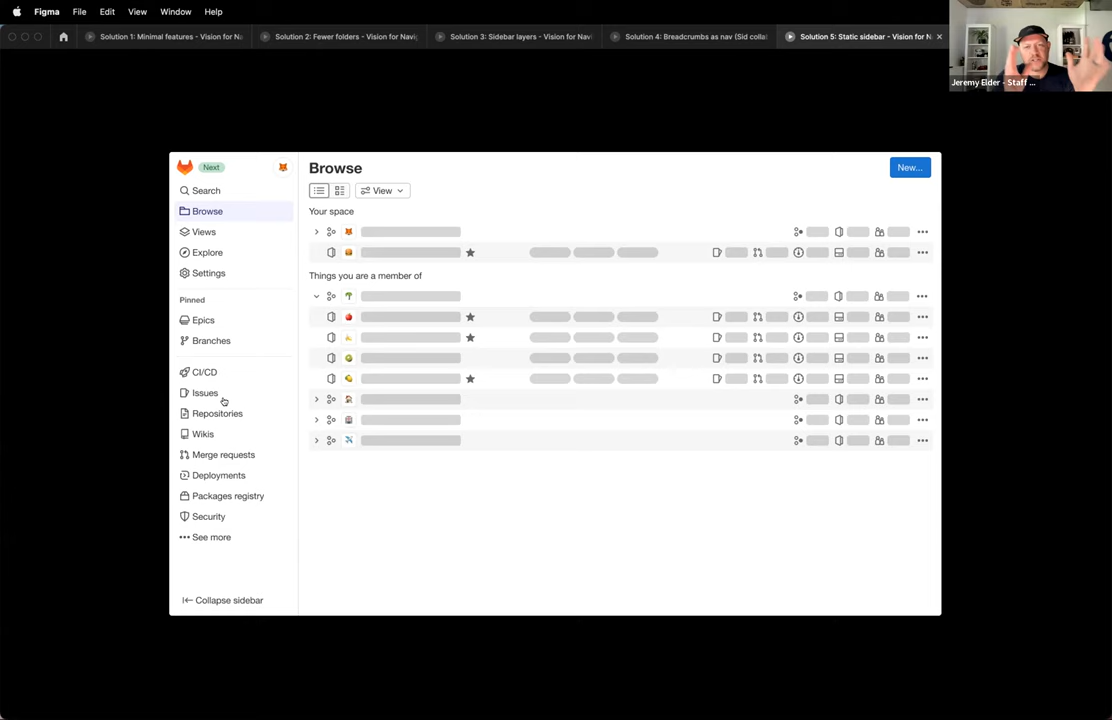 Figma File Edit View Window Help
Solution 1: Minimal features - Vision for Na
Solution 2: Fewer folders - Vision for Navi
Solution 3: Sidebar layers - Vision for Navi
Solution 4: Breadcrumbs as nav (Sid colla
Solution 5: Static sidebar - Vision for N
Jeremy Elder - Staff ...
Next
Search
Browse
Views
Explore
Settings
Pinned
Epics
Branches
CI/CD
Issues
Repositories
Wikis
Merge requests
Deployments
Packages registry
Security
See more
Collapse sidebar
Browse
New...
View
Your space
Things you are a member of